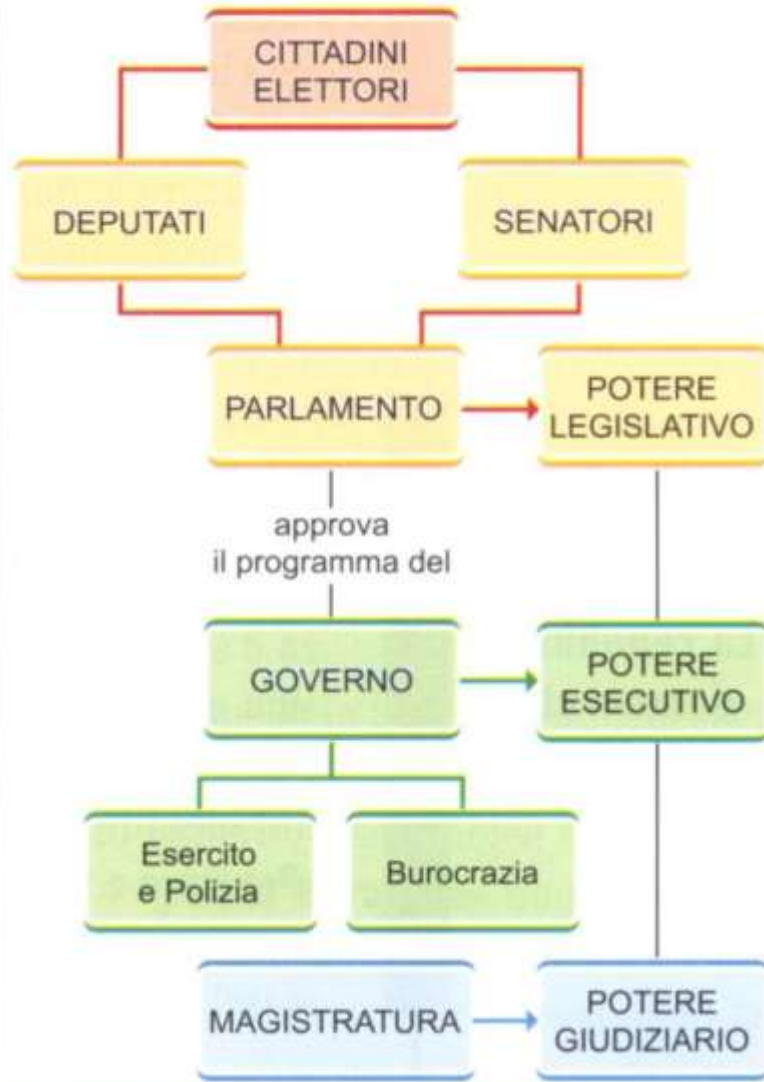 CITTADINI
ELETTORI
DEPUTATI
SENATORI
PARLAMENTO
POTERE
LEGISLATIVO
approva
il programma del
GOVERNO
POTERE
ESECUTIVO
Esercito
e Polizia
Burocrazia
MAGISTRATURA
POTERE
GIUDIZIARIO